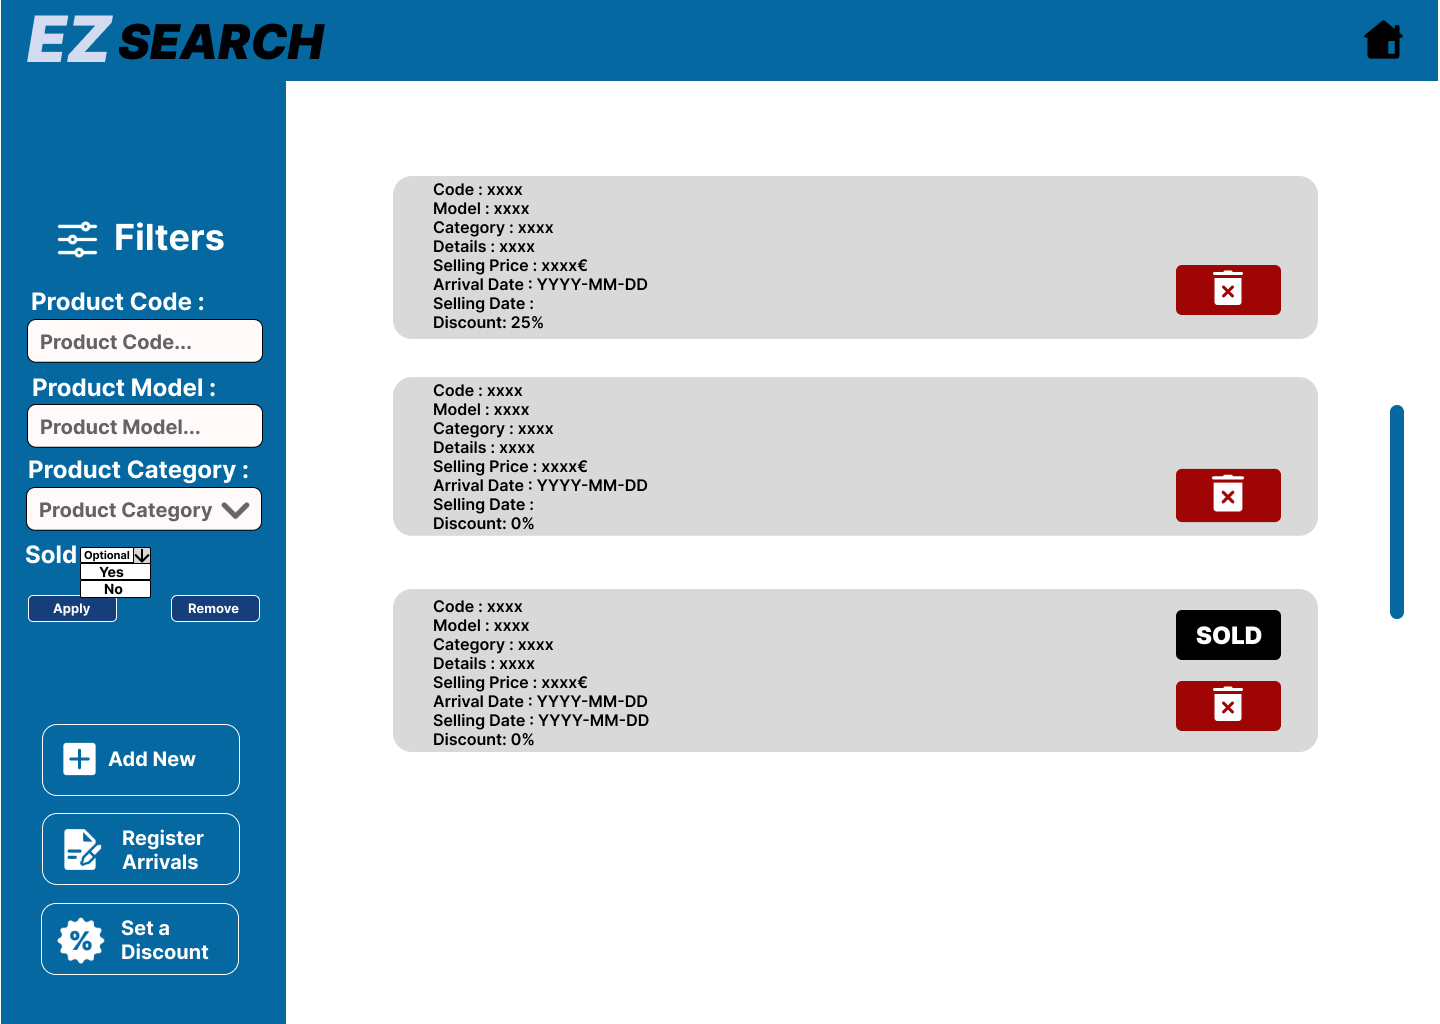 EZ SEARCH
Filters
Product Code :
Product Code...
Product Model :
Product Model...
Product Category :
Product Category
Sold Optional
Yes
No
Apply
Remove
Add New
Register
Arrivals
%
Set a
Discount
Code : xxxx
Model : xxxx
Category : xxxx
Details : xxxx
Selling Price : xxxx€
Arrival Date : YYYY-MM-DD
Selling Date :
Discount: 25%
Code : xxxx
Model : xxxx
Category : xxxx
Details : xxxx
Selling Price : xxxx€
Arrival Date : YYYY-MM-DD
Selling Date :
Discount: 0%
Code : xxxx
Model : xxxx
Category : xxxx
Details : xxxx
Selling Price : xxxx€
Arrival Date : YYYY-MM-DD
Selling Date : YYYY-MM-DD
Discount: 0%
SOLD